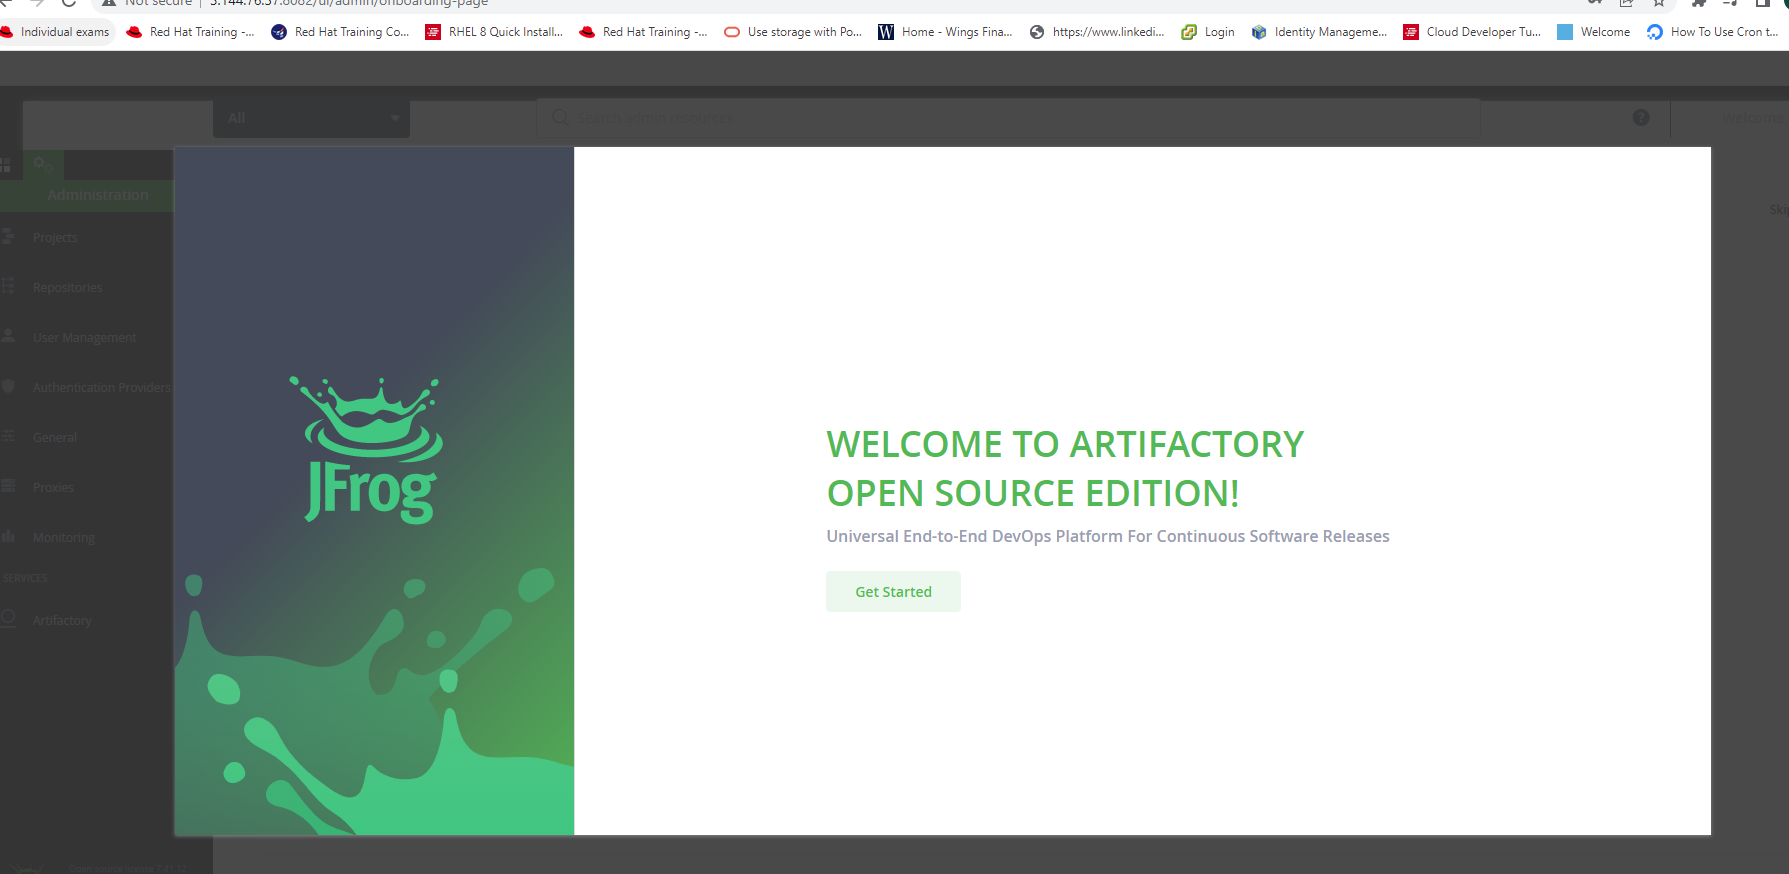 Not secure | 3.144.76.37:8082/ui/admin/onboarding-page
Individual exams Red Hat Training -... Red Hat Training Co... RHEL 8 Quick Install... Red Hat Training -... Use storage with Po... Home - Wings Fina... https://www.linkedi... Login Identity Manageme... Cloud Developer Tu... Welcome How To Use Cron t...
All Search admin resources Welcome
Administration
Projects
Repositories
User Management
Authentication Providers
General
Proxies
Monitoring
SERVICES
Artifactory
JFrog
WELCOME TO ARTIFACTORY
OPEN SOURCE EDITION!
Universal End-to-End DevOps Platform For Continuous Software Releases
Get Started